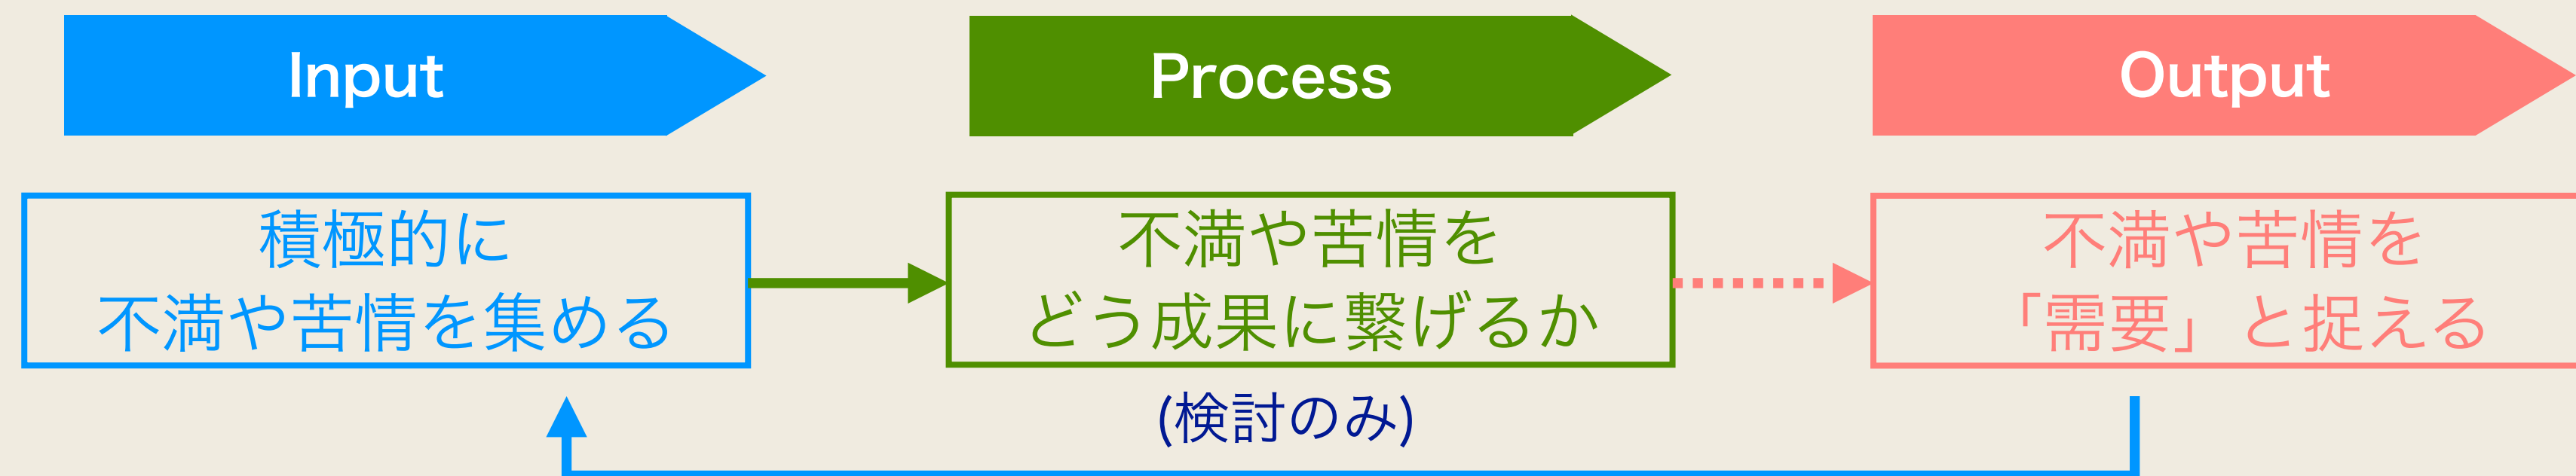 Input
Process
Output
積極的に
不満や苦情を集める
不満や苦情を
どう成果に繋げるか
(検討のみ)
不満や苦情を
「需要」と捉える